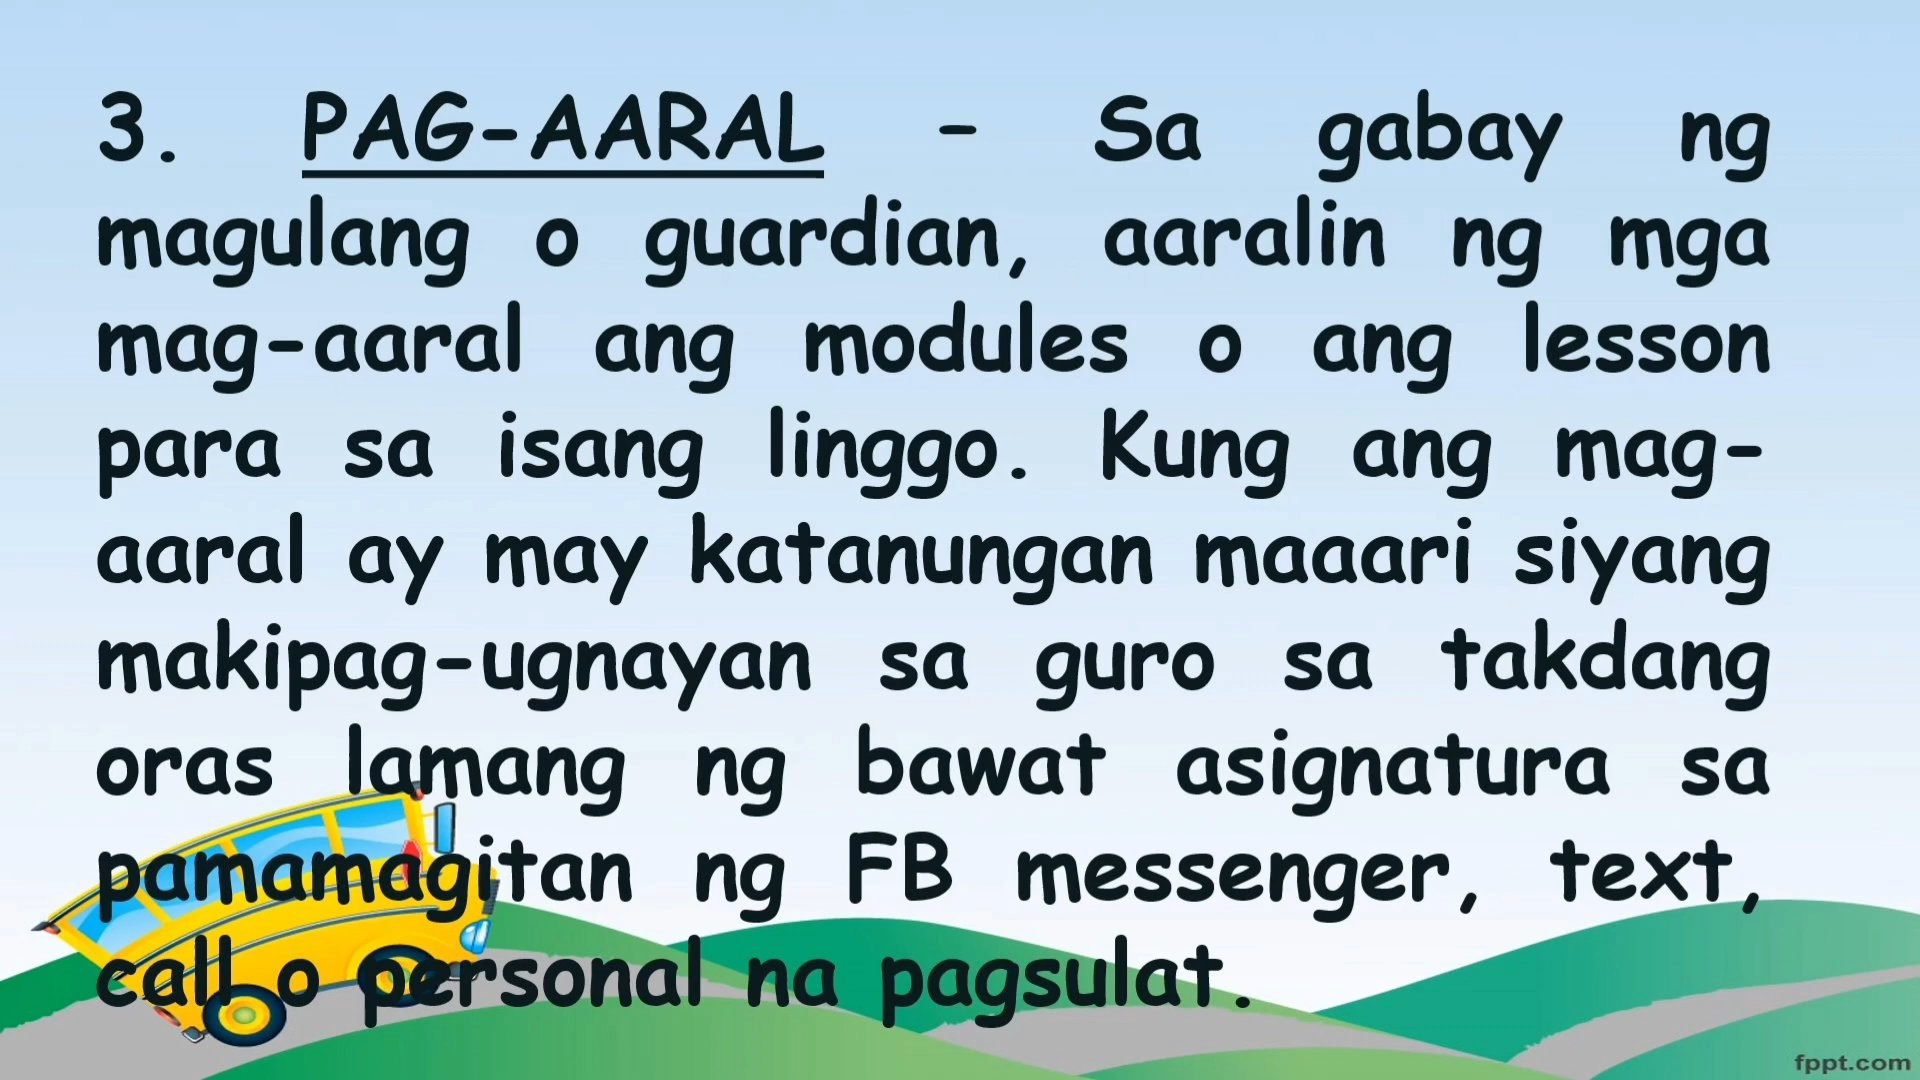 3. PAG-AARAL – Sa gabay ng
magulang o guardian, aaralin ng mga
mag-aaral ang modules o ang lesson
para sa isang linggo. Kung ang mag-
aaral ay may katanungan maaari siyang
makipag-ugnayan sa guro sa takdang
oras lamang ng bawat asignatura sa
pamamagitan ng FB messenger, text,
call o personal na pagsulat.
fppt.com